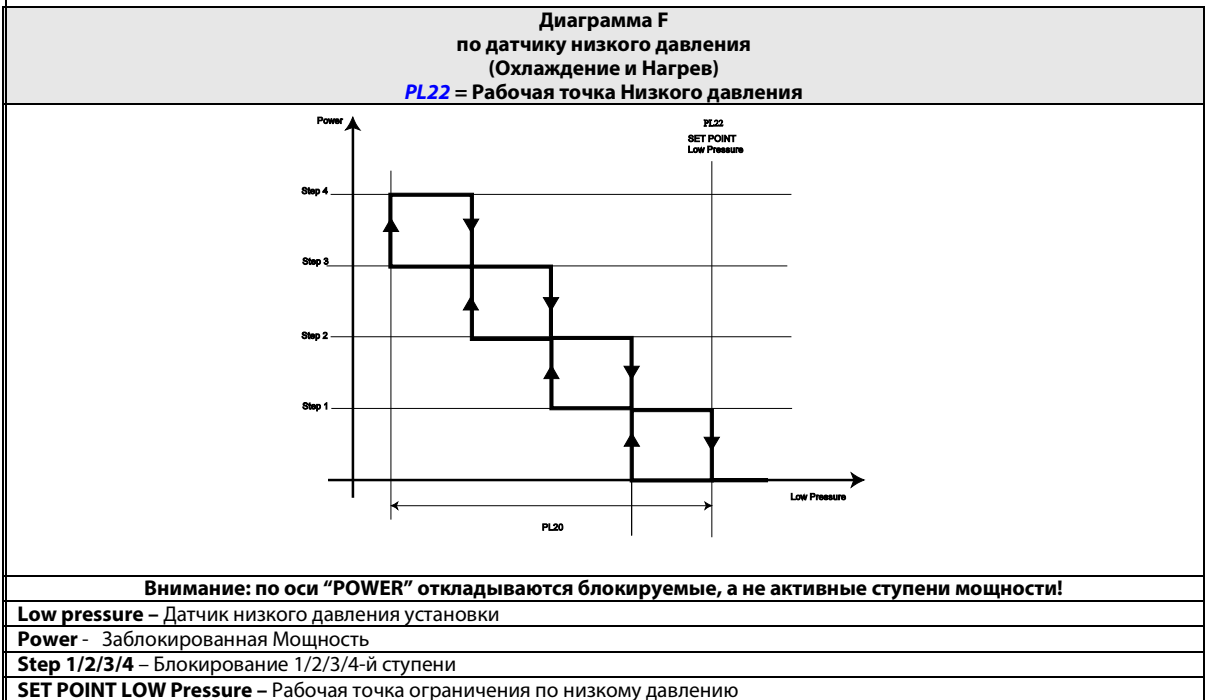 Диаграмма F
по датчику низкого давления
(Охлаждение и Нагрев)
PL22 = Рабочая точка Низкого давления
Power
PL22
SET POINT
Low Pressure
Step 4
Step 3
Step 2
Step 1
Low Pressure
PL20
Внимание: по оси “POWER” откладываются блокируемые, а не активные ступени мощности!
Low pressure – Датчик низкого давления установки
Power - Заблокированная Мощность
Step 1/2/3/4 – Блокирование 1/2/3/4-й ступени
SET POINT LOW Pressure – Рабочая точка ограничения по низкому давлению